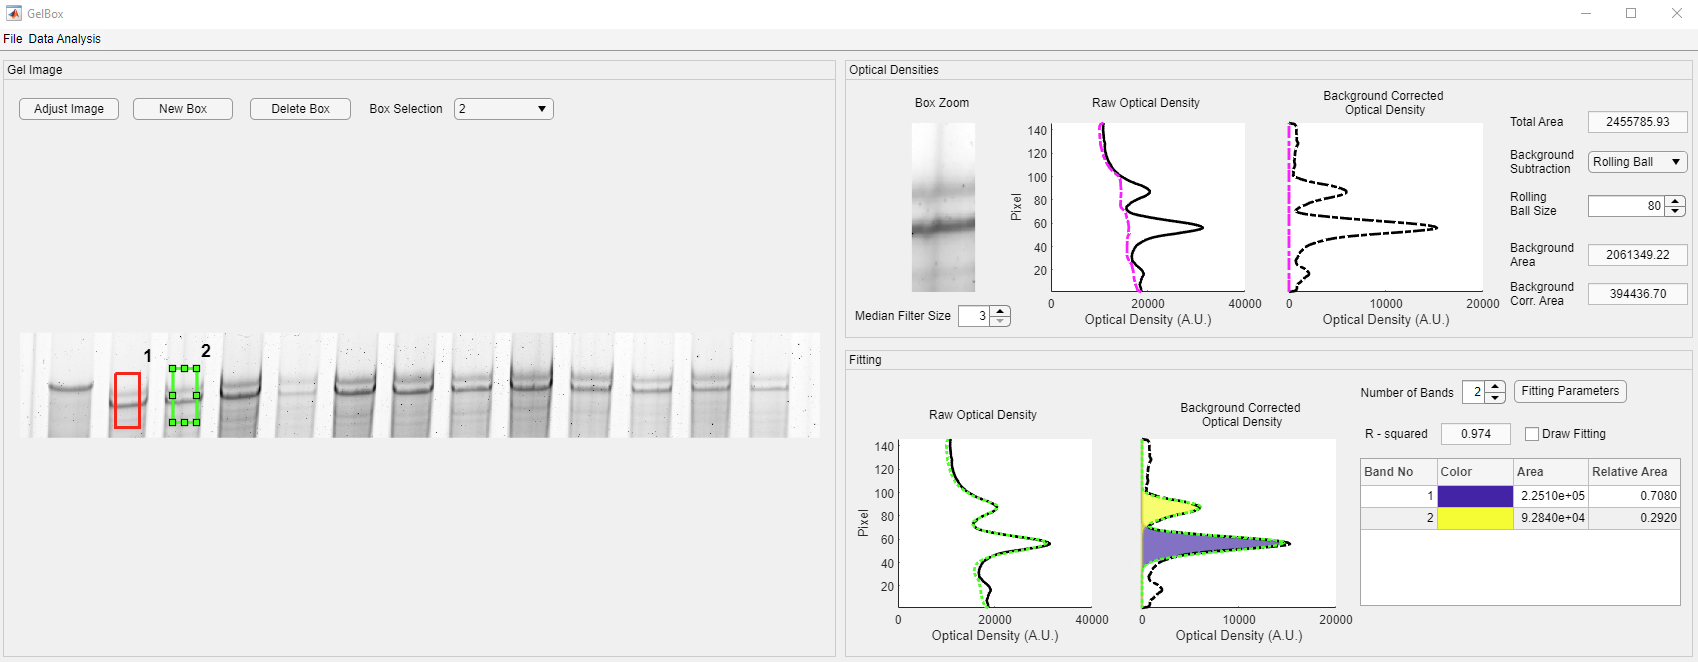 GelBox
File Data Analysis
Gel Image
Adjust Image
New Box
Delete Box
Box Selection
2
1
2
Optical Densities
Box Zoom
Median Filter Size
3
Raw Optical Density
140
120
100
80
60
40
20
Pixel
0 20000 40000
Optical Density (A.U.)
Background Corrected
Optical Density
0 10000 20000
Optical Density (A.U.)
Total Area
2455785.93
Background
Subtraction
Rolling Ball
Rolling
Ball Size
80
Background
Area
2061349.22
Background
Corr. Area
394436.70
Fitting
Raw Optical Density
140
120
100
80
60
40
20
Pixel
0 20000 40000
Optical Density (A.U.)
Background Corrected
Optical Density
0 10000 20000
Optical Density (A.U.)
Number of Bands
2
Fitting Parameters
R - squared
0.974
Draw Fitting
Band No Color Area Relative Area
1 2.2510e+05 0.7080
2 9.2840e+04 0.2920